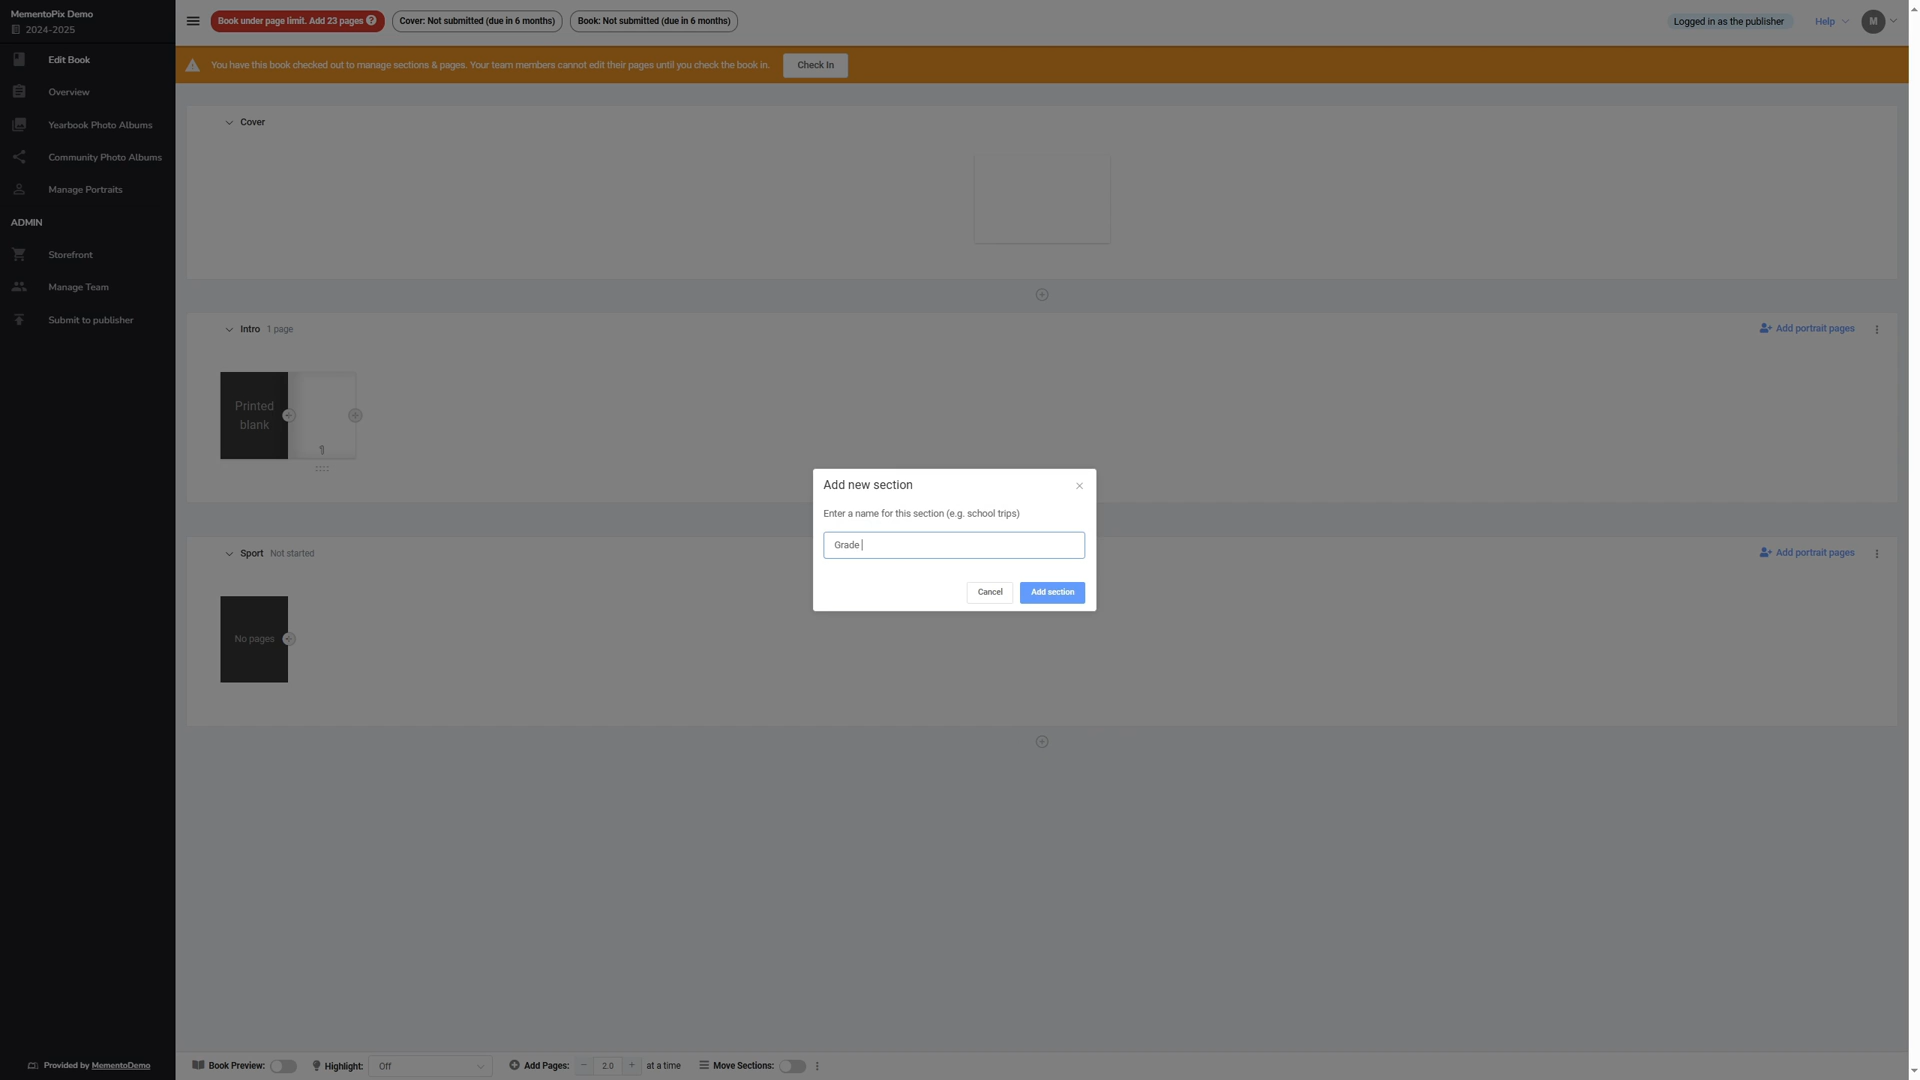 MementoPix Demo
2024-2025
Edit Book
Overview
Yearbook Photo Albums
Community Photo Albums
Manage Portraits
ADMIN
Storefront
Manage Team
Submit to publisher
Provided by MementoDemo
Book under page limit. Add 23 pages ?
Cover: Not submitted (due in 6 months)
Book: Not submitted (due in 6 months)
Logged in as the publisher
Help
M
You have this book checked out to manage sections & pages. Your team members cannot edit their pages until you check the book in.
Check In
Cover
Intro 1 page
Add portrait pages
Printed
blank
1
Sport Not started
Add portrait pages
No pages
Add new section
Enter a name for this section (e.g. school trips)
Grade
Cancel
Add section
Book Preview:
Highlight:
Off
Add Pages: − 2.0 + at a time
Move Sections: